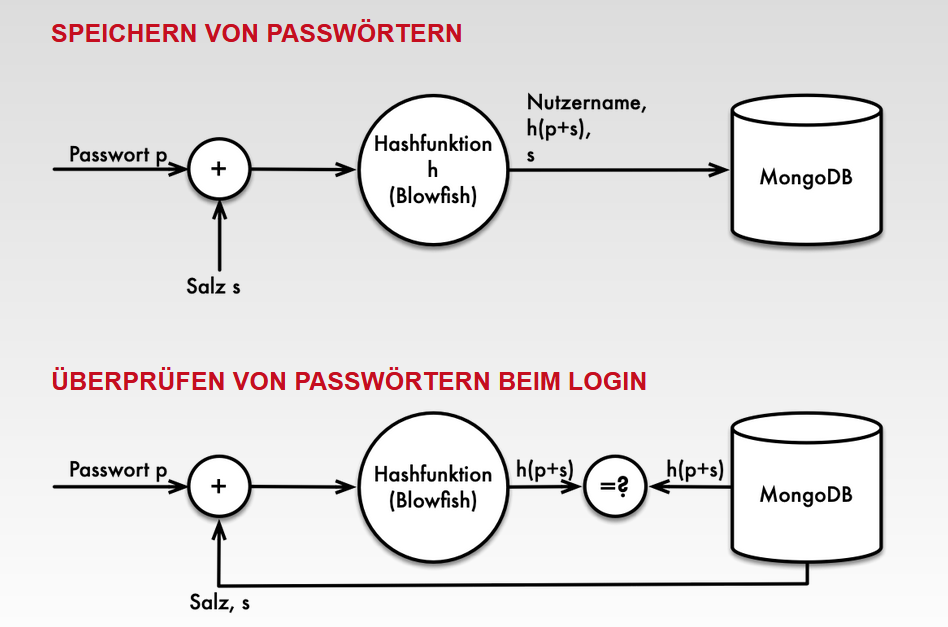 SPEICHERN VON PASSWÖRTERN
Nutzername,
h(p+s),
s
Passwort p
+
Hashfunktion
h
(Blowfish)
MongoDB
Salz s
ÜBERPRÜFEN VON PASSWÖRTERN BEIM LOGIN
Passwort p
+
Hashfunktion
(Blowfish)
h(p+s)
=?
h(p+s)
MongoDB
Salz, s